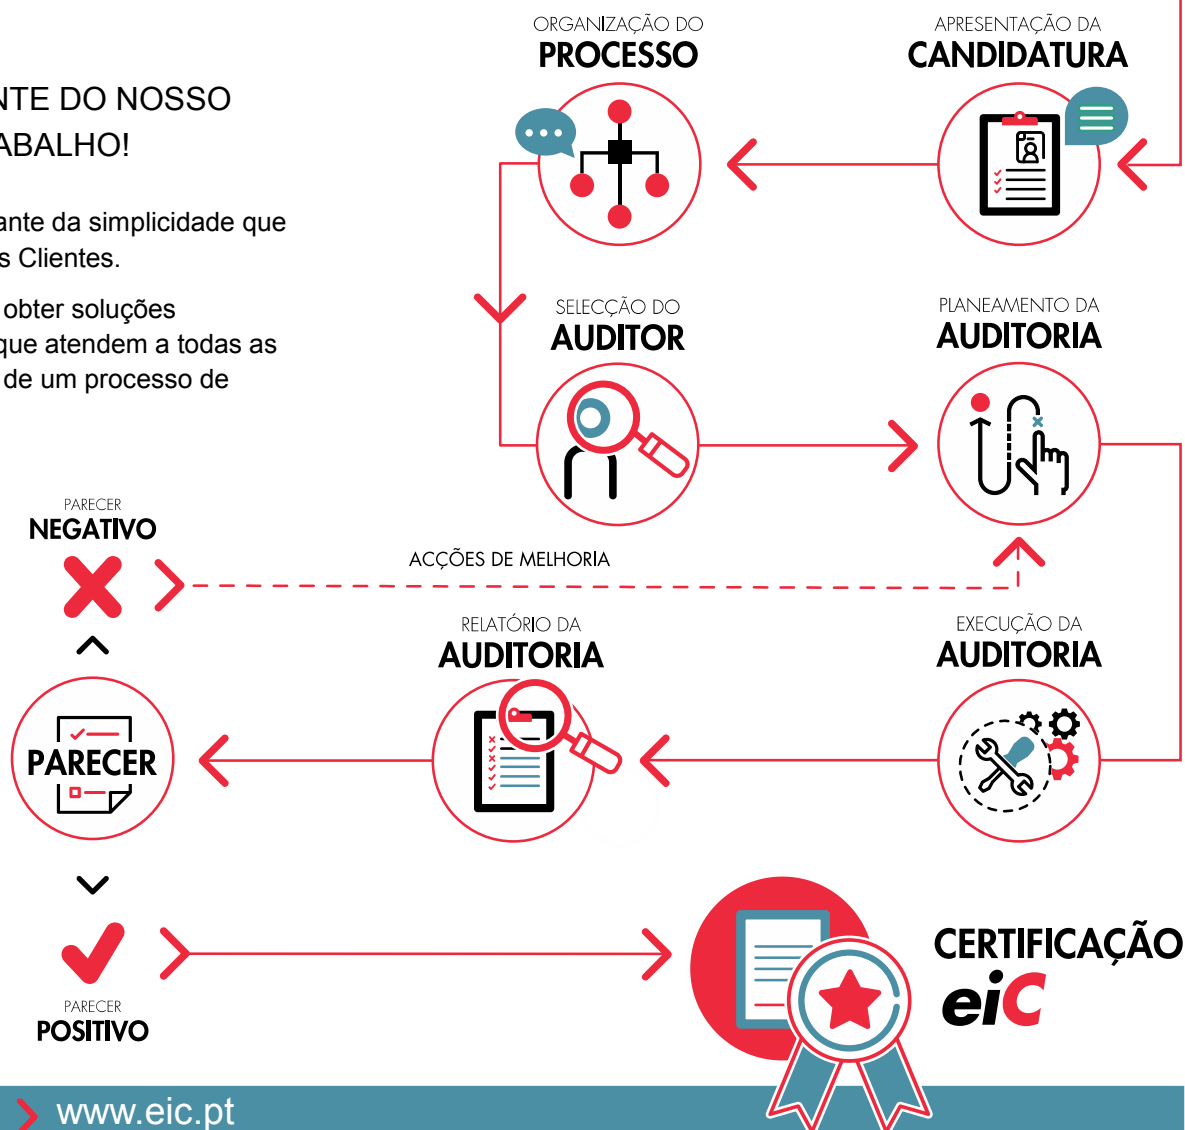 NTE DO NOSSO
ABALHO!
ante da simplicidade que
s Clientes.
obter soluções
que atendem a todas as
de um processo de
ORGANIZAÇÃO DO
PROCESSO
APRESENTAÇÃO DA
CANDIDATURA
SELECÇÃO DO
AUDITOR
PLANEAMENTO DA
AUDITORIA
PARECER
NEGATIVO
ACÇÕES DE MELHORIA
RELATÓRIO DA
AUDITORIA
EXECUÇÃO DA
AUDITORIA
PARECER
PARECER
POSITIVO
CERTIFICAÇÃO
eiC
www.eic.pt